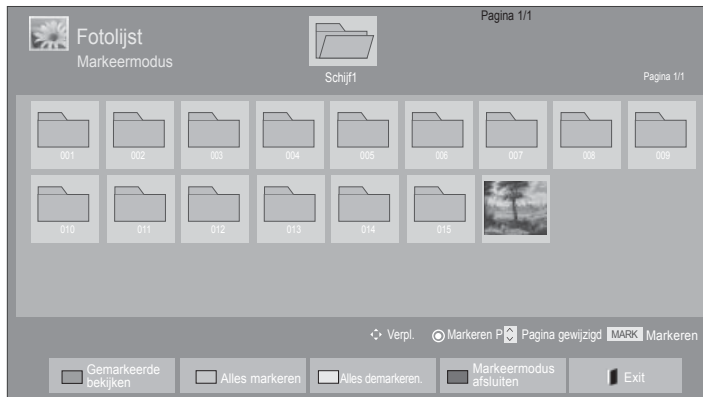 Pagina 1/1
Fotolijst
Markeermodus
Schijf1
Pagina 1/1
001 002 003 004 005 006 007 008 009
010 011 012 013 014 015
Verpl. Markeren P Pagina gewijzigd MARK Markeren
Gemarkeerde
bekijken
Alles markeren
Alles demarkeren.
Markeermodus
afsluiten
Exit